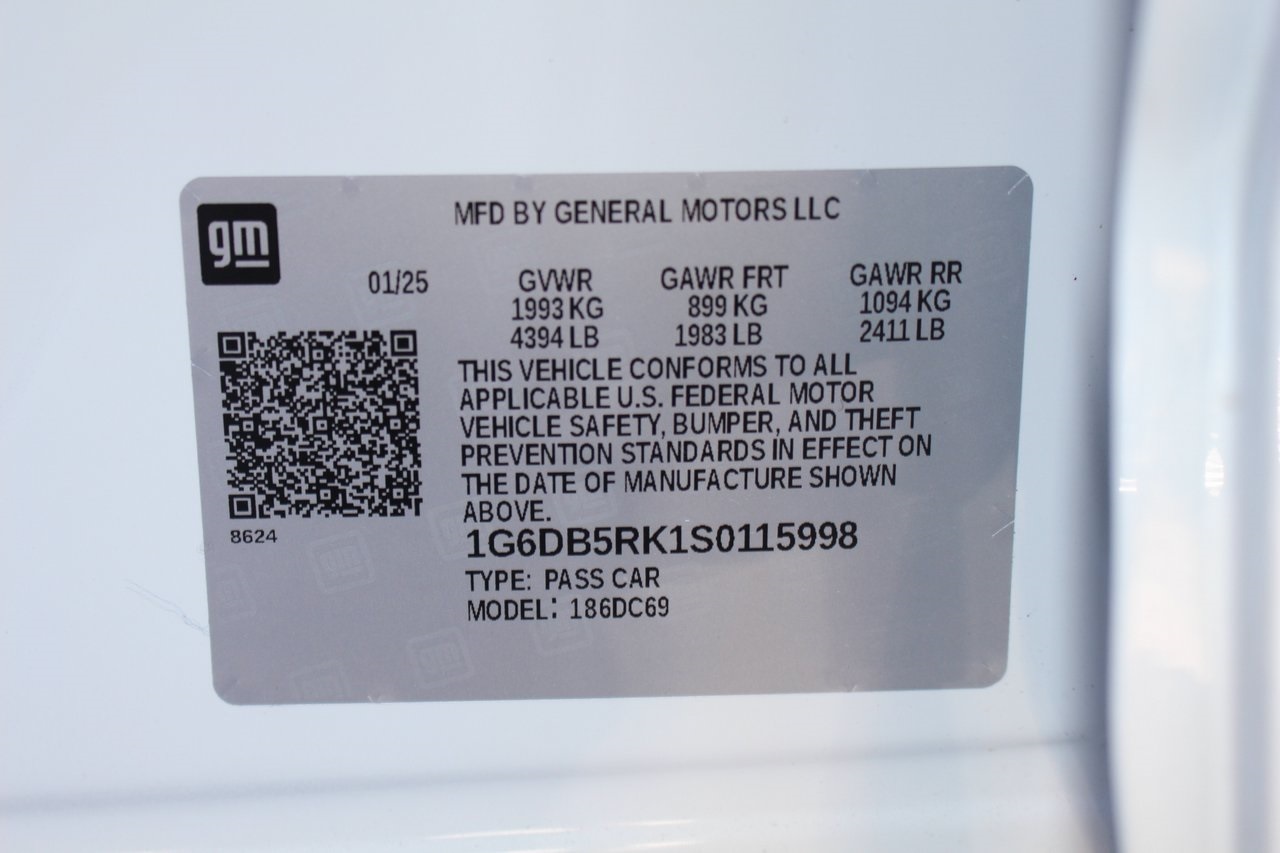 gm
MFD BY GENERAL MOTORS LLC
01/25 GVWR GAWR FRT GAWR RR
1993 KG 899 KG 1094 KG
4394 LB 1983 LB 2411 LB
THIS VEHICLE CONFORMS TO ALL
APPLICABLE U.S. FEDERAL MOTOR
VEHICLE SAFETY, BUMPER, AND THEFT
PREVENTION STANDARDS IN EFFECT ON
THE DATE OF MANUFACTURE SHOWN
ABOVE.
8624
1G6DB5RK1S0115998
TYPE: PASS CAR
MODEL: 186DC69